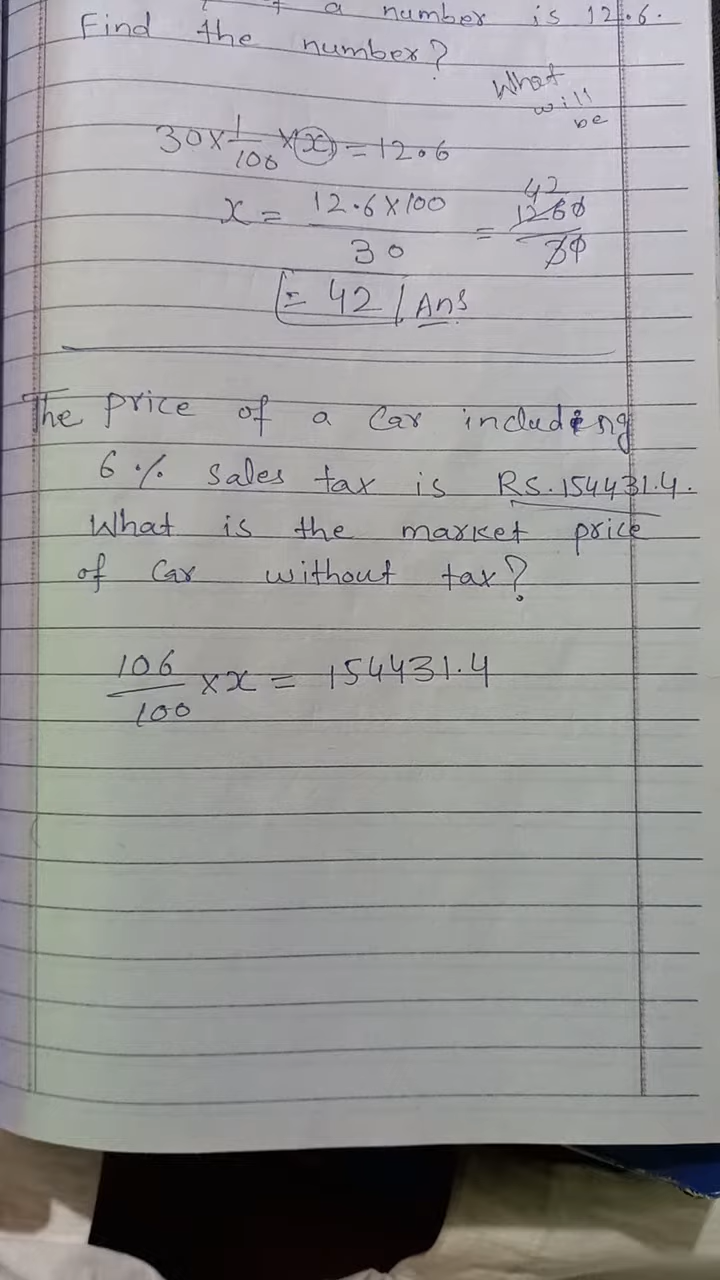 a number is 12.6.
Find the number?
What
will
be
30 × 1/100 × x = 12.6
x = 12.6 × 100 / 30 = 1260 / 30
42
= 42 Ans
The price of a Car including
6% sales tax is RS.154431.4.
What is the market price
of Car without tax?
106/100 × x = 154431.4